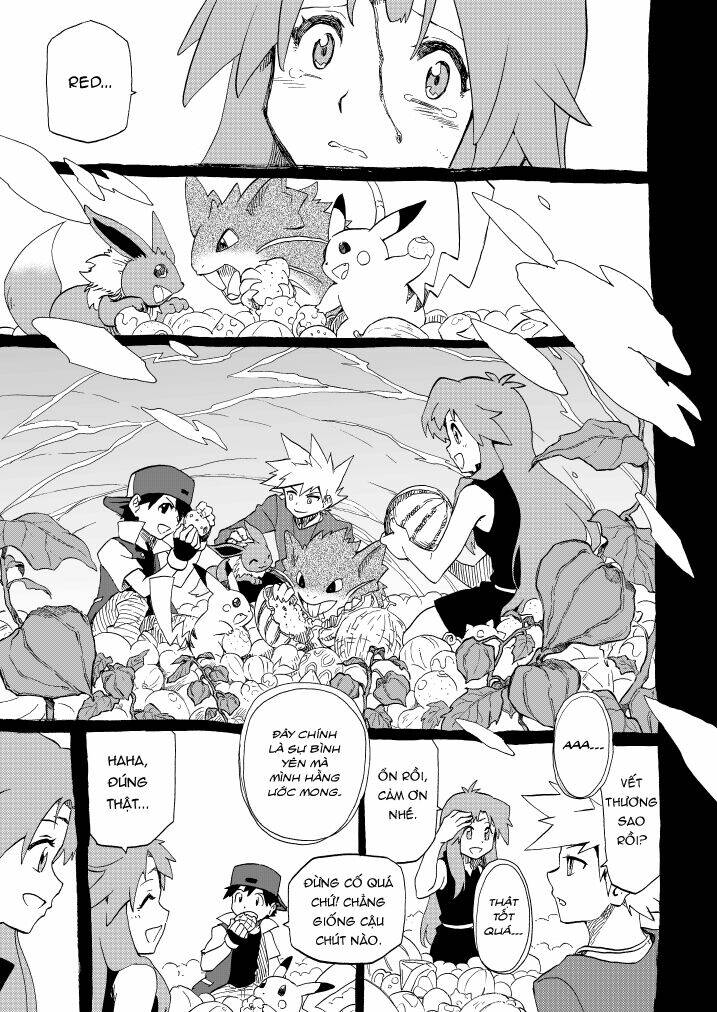 RED...
AAA...
VẾT
THƯƠNG
SAO
RỒI?
ỔN RỒI,
CẢM ƠN
NHÉ.
THẬT
TỐT
QUÁ...
ĐÂY CHÍNH
LÀ SỰ BÌNH
YÊN MÀ
MÌNH HẰNG
ƯỚC MONG.
ĐỪNG CỐ QUÁ
CHỨ! CHẲNG
GIỐNG CẬU
CHÚT NÀO.
HAHA,
ĐÚNG
THẬT...